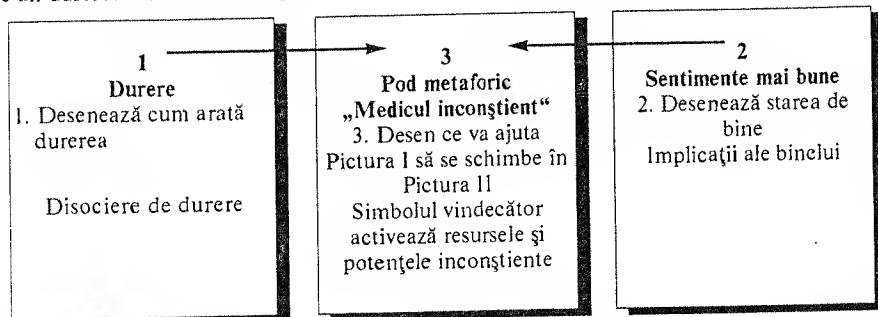 1
Durere
1. Desenează cum arată
durerea
Disociere de durere
3
Pod metaforic
„Medicul inconştient“
3. Desen ce va ajuta
Pictura I să se schimbe în
Pictura II
Simbolul vindecător
activează resursele şi
potenţele inconştiente
2
Sentimente mai bune
2. Desenează starea de
bine
Implicaţii ale binelui